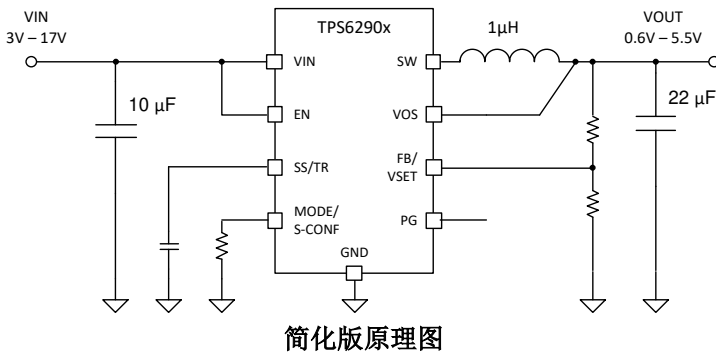 VIN
3V – 17V
TPS6290x
1µH
VOUT
0.6V – 5.5V
VIN
SW
10 µF
EN
VOS
22 µF
SS/TR
FB/
VSET
MODE/
S-CONF
PG
GND
简化版原理图